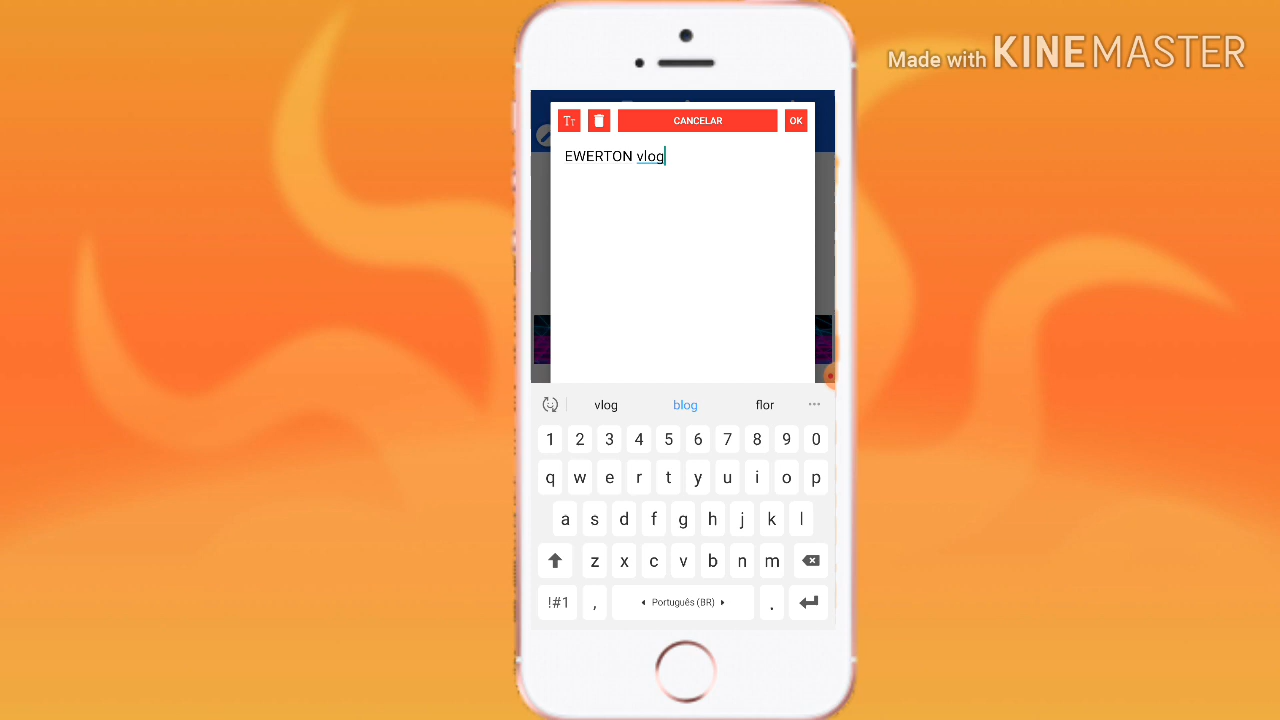 Made with KINEMASTER
Tт CANCELAR OK
EWERTON vlog
vlog blog flor ...
1 2 3 4 5 6 7 8 9 0
q w e r t y u i o p
a s d f g h j k l
z x c v b n m
!#1 , Português (BR) .